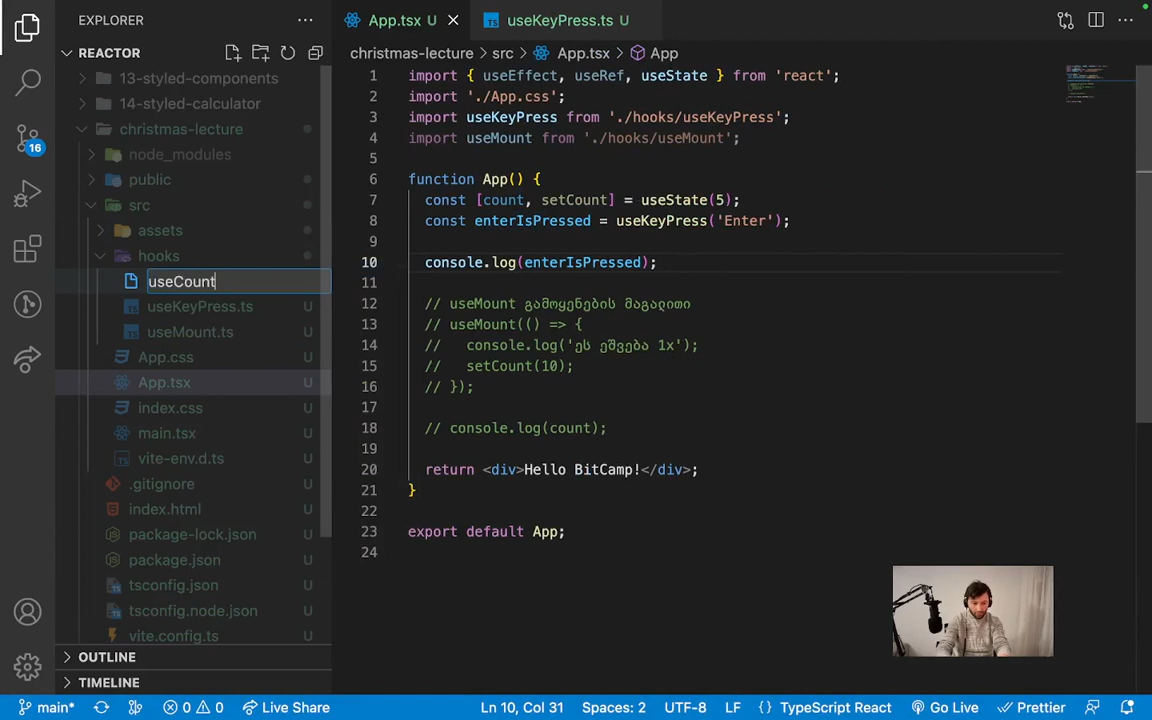 EXPLORER
REACTOR
13-styled-components
14-styled-calculator
christmas-lecture
node_modules
public
src
assets
hooks
useCount
useKeyPress.ts U
useMount.ts U
App.css U
App.tsx U
index.css U
main.tsx U
vite-env.d.ts U
.gitignore U
index.html U
package-lock.json U
package.json U
tsconfig.json U
tsconfig.node.json U
vite.config.ts U
OUTLINE
TIMELINE
16
App.tsx U
useKeyPress.ts U
christmas-lecture > src > App.tsx > App
1 import { useEffect, useRef, useState } from 'react';
2 import './App.css';
3 import useKeyPress from './hooks/useKeyPress';
4 import useMount from './hooks/useMount';
5
6 function App() {
7 const [count, setCount] = useState(5);
8 const enterIsPressed = useKeyPress('Enter');
9
10 console.log(enterIsPressed);
11
12 // useMount გამოყენების მაგალითი
13 // useMount(() => {
14 //   console.log('ეს ეშვება 1x');
15 //   setCount(10);
16 // });
17
18 // console.log(count);
19
20 return <div>Hello BitCamp!</div>;
21 }
22
23 export default App;
24
main* 0 0 Live Share Ln 10, Col 31 Spaces: 2 UTF-8 LF {} TypeScript React Go Live Prettier